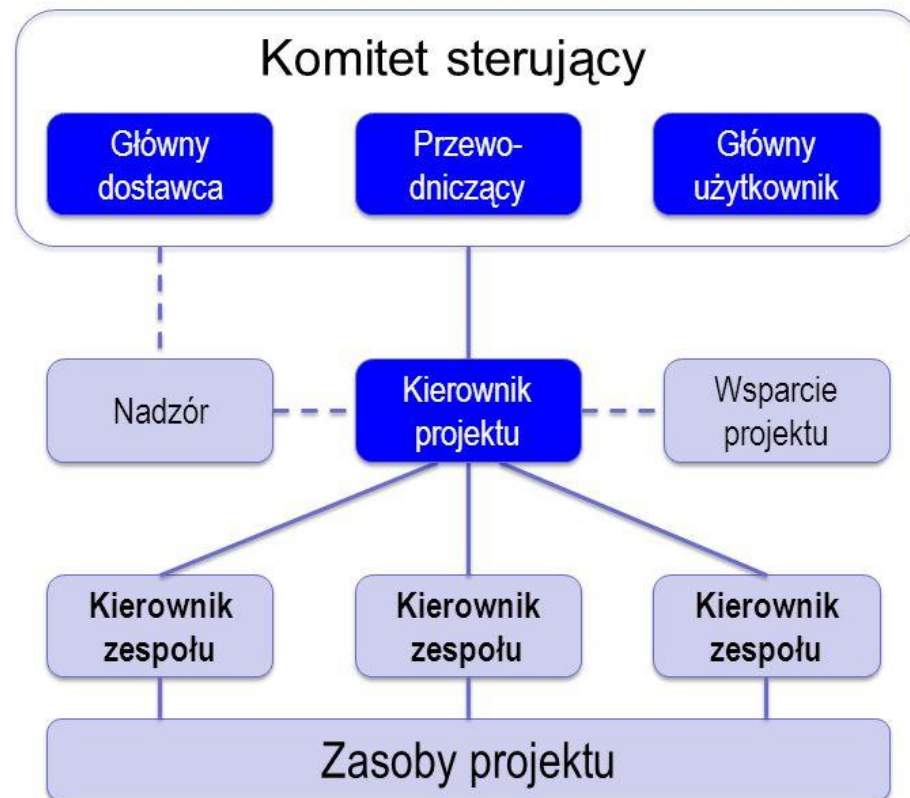 Komitet sterujący
Główny
dostawca
Przewo-
dniczący
Główny
użytkownik
Nadzór
Kierownik
projektu
Wsparcie
projektu
Kierownik
zespołu
Kierownik
zespołu
Kierownik
zespołu
Zasoby projektu